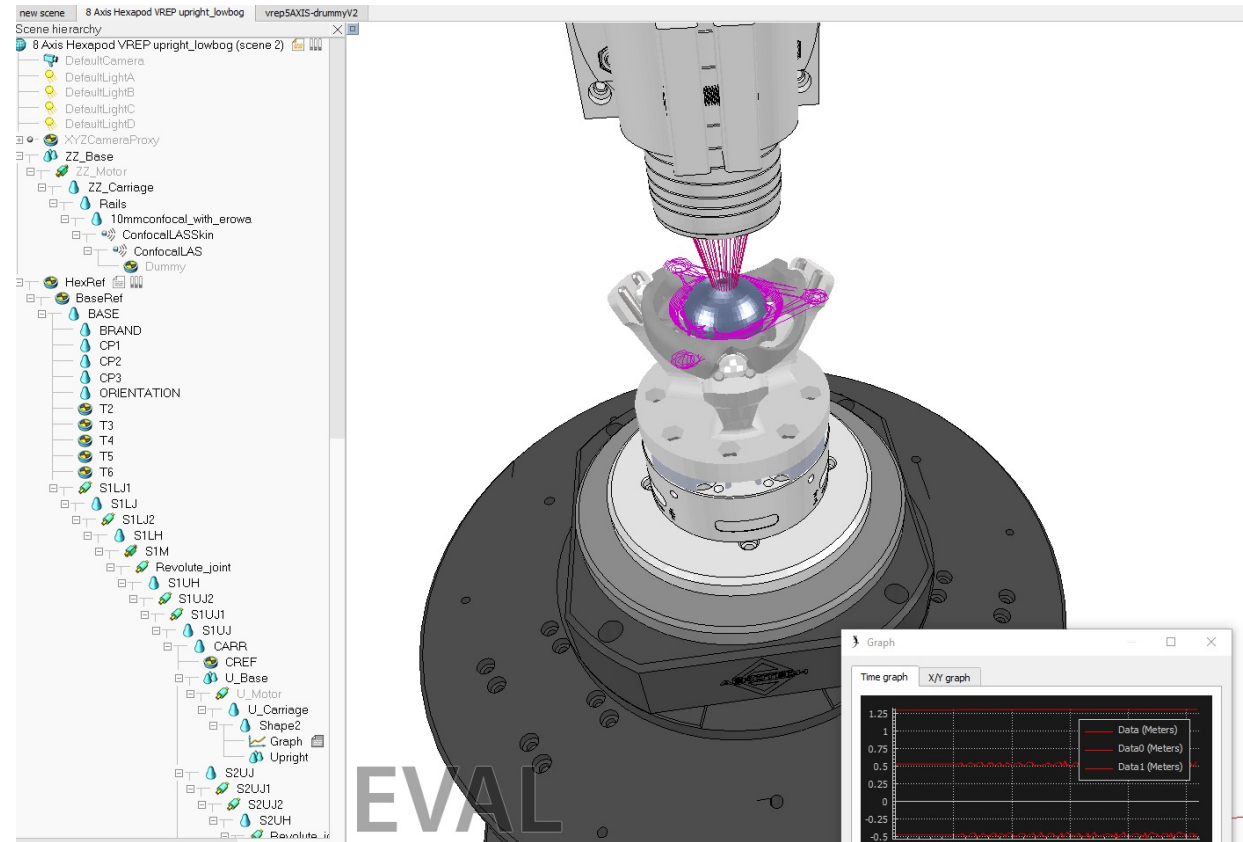 new scene
8 Axis Hexapod VREP upright_lowbog
vrep5AXIS-drummyV2
Scene hierarchy
8 Axis Hexapod VREP upright_lowbog (scene 2)
DefaultCamera
DefaultLightA
DefaultLightB
DefaultLightC
DefaultLightD
XYZCameraProxy
ZZ_Base
ZZ_Motor
ZZ_Carriage
Rails
10mmconfocal_with_erowa
ConfocalLASSkin
ConfocalLAS
Dummy
HexRef
BaseRef
BASE
BRAND
CP1
CP2
CP3
ORIENTATION
T2
T3
T4
T5
T6
S1LJ1
S1LJ
S1LJ2
S1LH
S1M
Revolute_joint
S1UH
S1UJ2
S1UJ1
S1UJ
CARR
CREF
U_Base
U_Motor
U_Carriage
Shape2
Graph
Upright
S2UJ
S2UJ1
S2UJ2
S2UH
EVAL
Graph
Time graph
X/Y graph
1.25
1
0.75
0.5
0.25
0
-0.25
-0.5
Data (Meters)
Data0 (Meters)
Data1 (Meters)